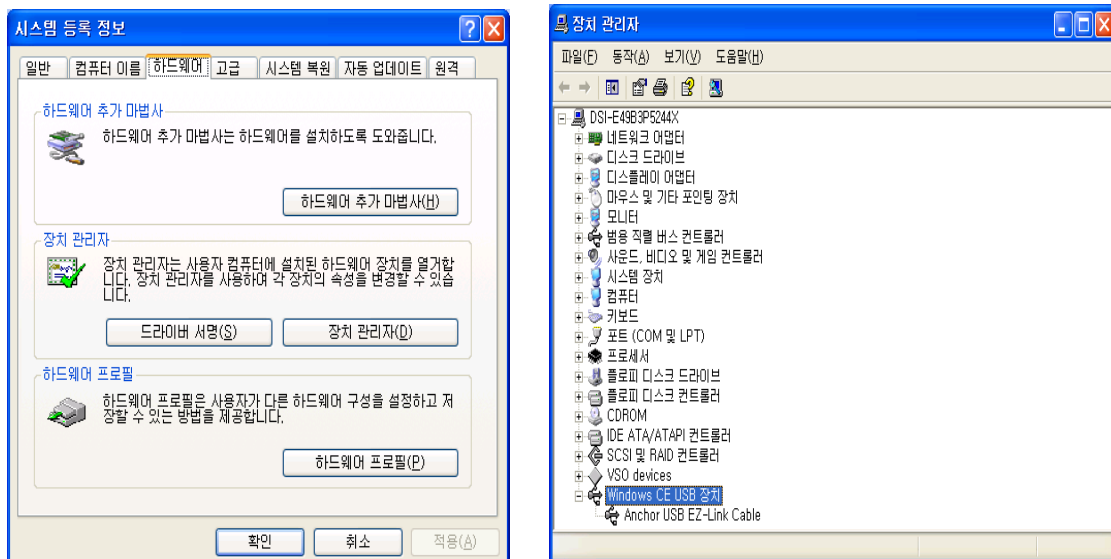 시스템 등록 정보
일반 컴퓨터 이름 하드웨어 고급 시스템 복원 자동 업데이트 원격
하드웨어 추가 마법사
하드웨어 추가 마법사는 하드웨어를 설치하도록 도와줍니다.
하드웨어 추가 마법사(H)
장치 관리자
장치 관리자는 사용자 컴퓨터에 설치된 하드웨어 장치를 열거합
니다. 장치 관리자를 사용하여 각 장치의 속성을 변경할 수 있습
니다.
드라이버 서명(S) 장치 관리자(D)
하드웨어 프로필
하드웨어 프로필은 사용자가 다른 하드웨어 구성을 설정하고 저
장할 수 있는 방법을 제공합니다.
하드웨어 프로필(P)
확인 취소 적용(A)
장치 관리자
파일(F) 동작(A) 보기(V) 도움말(H)
DSI-E49B3P5244X
네트워크 어댑터
디스크 드라이브
디스플레이 어댑터
마우스 및 기타 포인팅 장치
모니터
범용 직렬 버스 컨트롤러
사운드, 비디오 및 게임 컨트롤러
시스템 장치
컴퓨터
키보드
포트 (COM 및 LPT)
프로세서
플로피 디스크 드라이브
플로피 디스크 컨트롤러
CDROM
IDE ATA/ATAPI 컨트롤러
SCSI 및 RAID 컨트롤러
VSO devices
Windows CE USB 장치
Anchor USB EZ-Link Cable